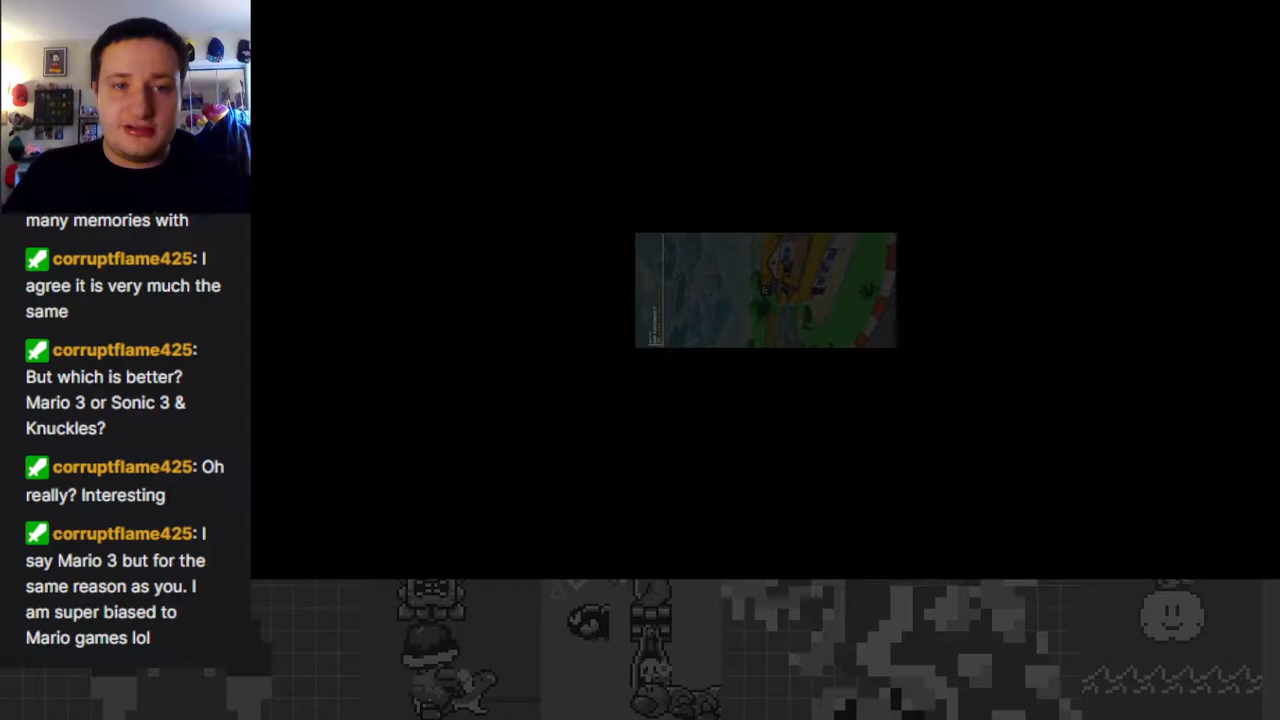 many memories with
corruptflame425: I
agree it is very much the
same
corruptflame425:
But which is better?
Mario 3 or Sonic 3 &
Knuckles?
corruptflame425: Oh
really? Interesting
corruptflame425: I
say Mario 3 but for the
same reason as you. I
am super biased to
Mario games lol